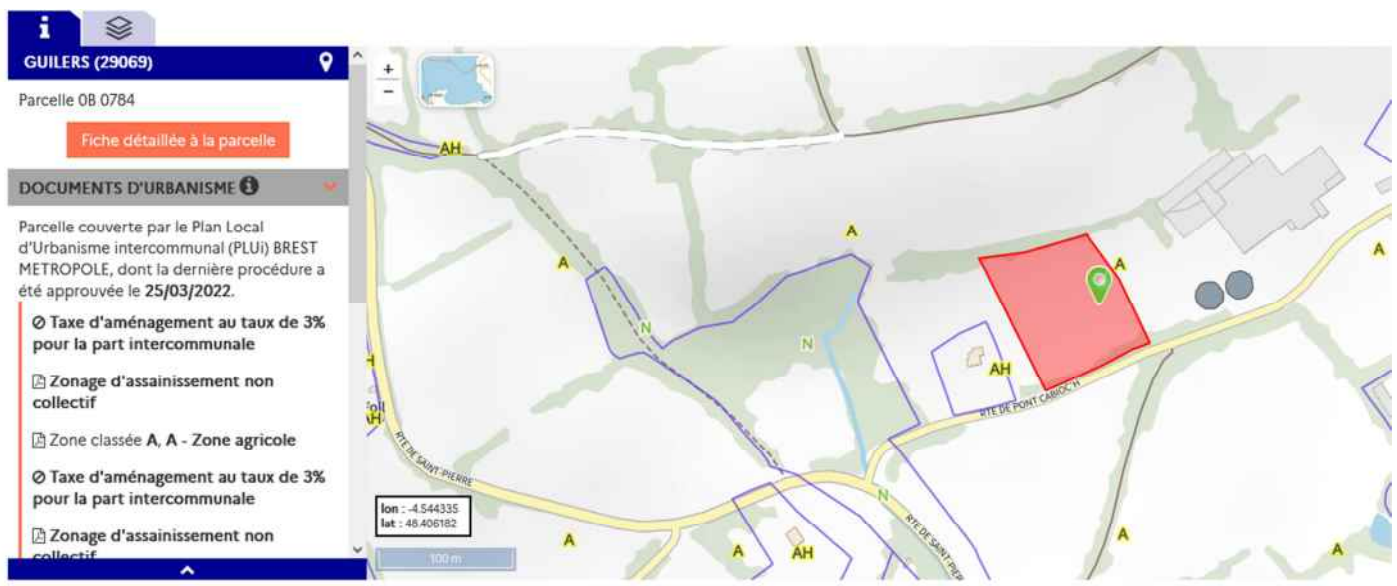 GUILERS (29069)
Parcelle 0B 0784
Fiche détaillée à la parcelle
DOCUMENTS D'URBANISME
Parcelle couverte par le Plan Local
d'Urbanisme intercommunal (PLUi) BREST
METROPOLE, dont la dernière procédure a
été approuvée le 25/03/2022.
Taxe d'aménagement au taux de 3%
pour la part intercommunale
Zonage d'assainissement non
collectif
Zone classée A, A - Zone agricole
Taxe d'aménagement au taux de 3%
pour la part intercommunale
Zonage d'assainissement non
collectif
+
−
AH
A
A
A
A
N
N
AH
H
AH
RTE DE PONT CABIOC'H
RTE DE SAINT-PIERRE
N
RTE DE SAINT-PIERRE
lon : -4.544335
lat : 48.406182
100 m
A
A
AH
A
A